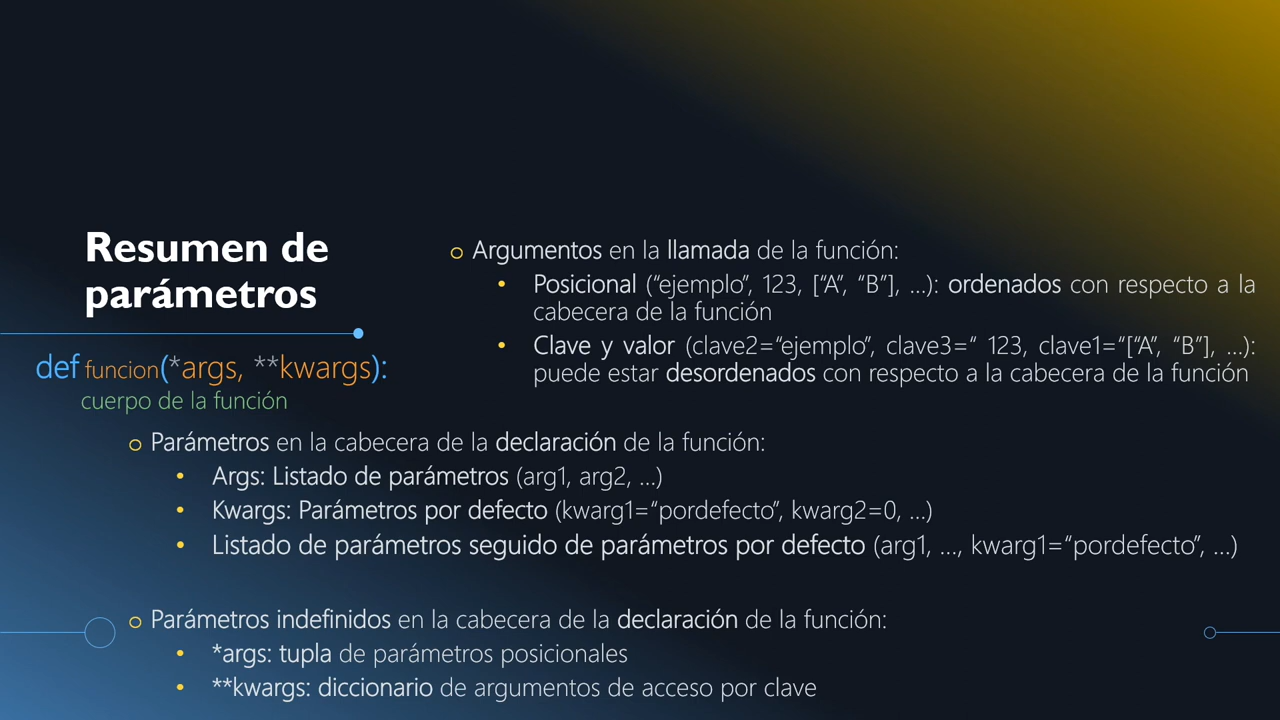 Resumen de
parámetros
def funcion(*args, **kwargs):
cuerpo de la función
o Argumentos en la llamada de la función:
• Posicional (“ejemplo”, 123, [“A”, “B”], …): ordenados con respecto a la
cabecera de la función
• Clave y valor (clave2=“ejemplo”, clave3=“ 123, clave1=“[“A”, “B”], …):
puede estar desordenados con respecto a la cabecera de la función
o Parámetros en la cabecera de la declaración de la función:
• Args: Listado de parámetros (arg1, arg2, …)
• Kwargs: Parámetros por defecto (kwarg1=“pordefecto”, kwarg2=0, …)
• Listado de parámetros seguido de parámetros por defecto (arg1, …, kwarg1=“pordefecto”, …)
o Parámetros indefinidos en la cabecera de la declaración de la función:
• *args: tupla de parámetros posicionales
• **kwargs: diccionario de argumentos de acceso por clave